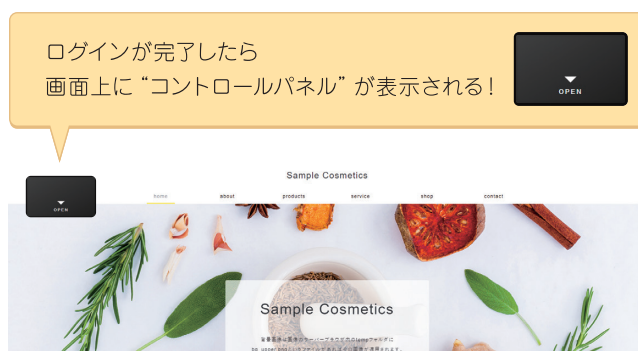 ログインが完了したら
画面上に“コントロールパネル”が表示される！
OPEN
Sample Cosmetics
OPEN
home about products service shop contact
Sample Cosmetics